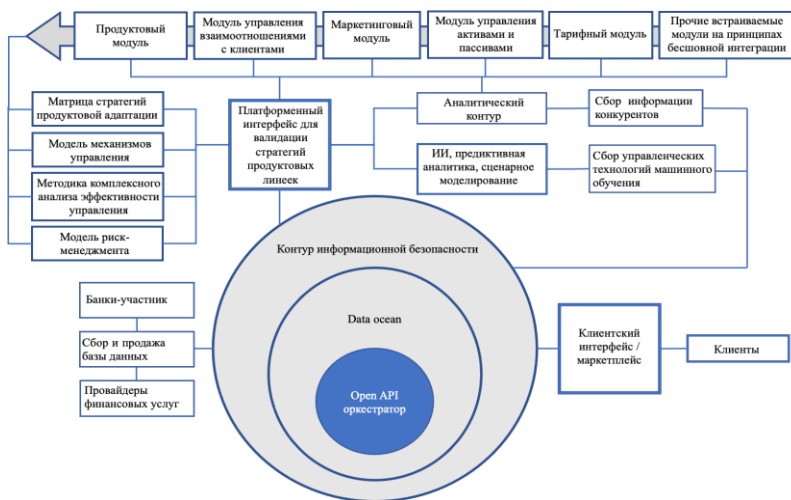 Продуктовый
модуль
Модуль управления
взаимоотношениями
с клиентами
Маркетинговый
модуль
Модуль управления
активами и
пассивами
Тарифный модуль
Прочие встраиваемые
модули на принципах
бесшовной интеграции
Матрица стратегий
продуктовой адаптации
Модель механизмов
управления
Методика комплексного
анализа эффективности
управления
Модель риск-
менеджмента
Платформенный
интерфейс для
валидации
стратегий
продуктовых
линеек
Аналитический
контур
Сбор информации
конкурентов
ИИ, предиктивная
аналитика, сценарное
моделирование
Сбор управленческих
технологий машинного
обучения
Контур информационной безопасности
Data ocean
Open API
оркестратор
Банки-участник
Сбор и продажа
базы данных
Провайдеры
финансовых услуг
Клиентский
интерфейс /
маркетплейс
Клиенты